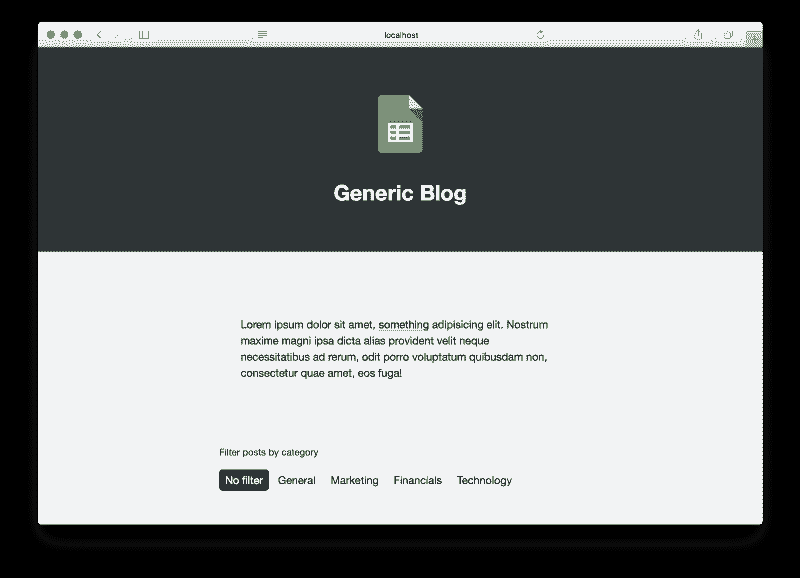 localhost
Generic Blog
Lorem ipsum dolor sit amet, something adipisicing elit. Nostrum
maxime magni ipsa dicta alias provident velit neque
necessitatibus ad rerum, odit porro voluptatum quibusdam non,
consectetur quae amet, eos fuga!
Filter posts by category
No filter General Marketing Financials Technology